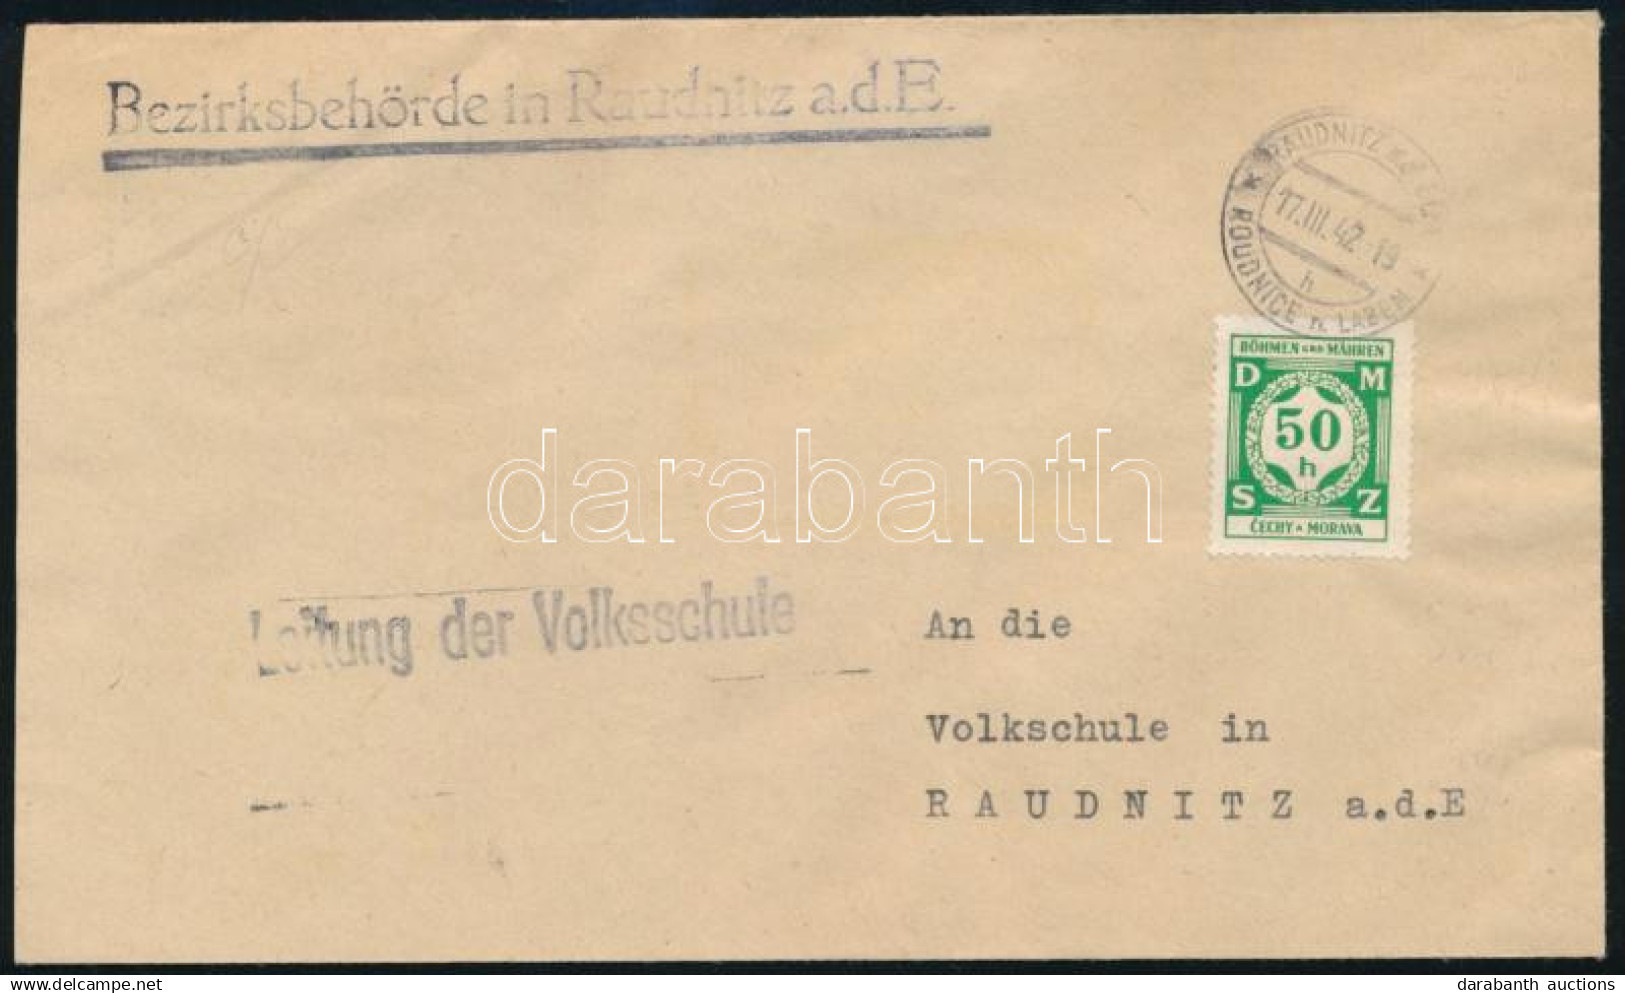 Bezirksbehörde in Raudnitz a.d.E.
RAUDNITZ
17.III.42-19
h
ROUDNICE n. LABEM
BÖHMEN UND MÄHREN
D M
50
h
S Z
ČECHY A MORAVA
darabanth
Leitung der Volksschule
An die
Volkschule in
RAUDNITZ a.d.E
darabanth auctions